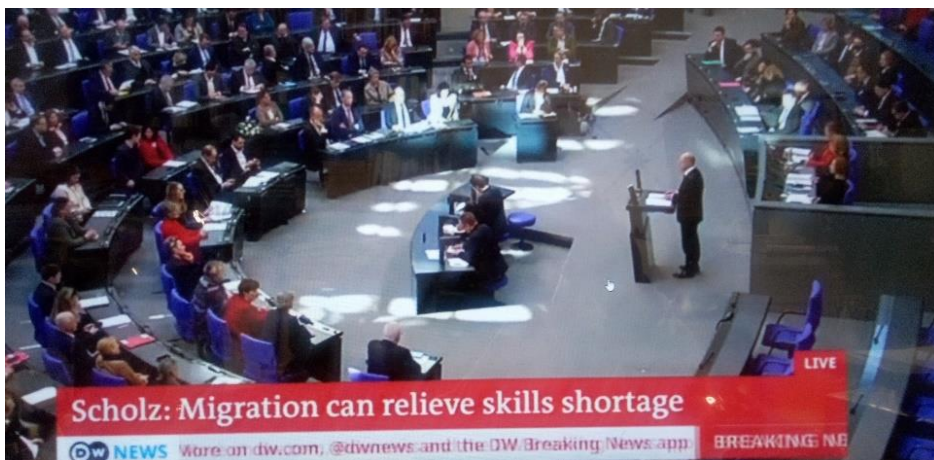 LIVE
Scholz: Migration can relieve skills shortage
DW NEWS More on dw.com, @dwnews and the DW Breaking News app BREAKING NE